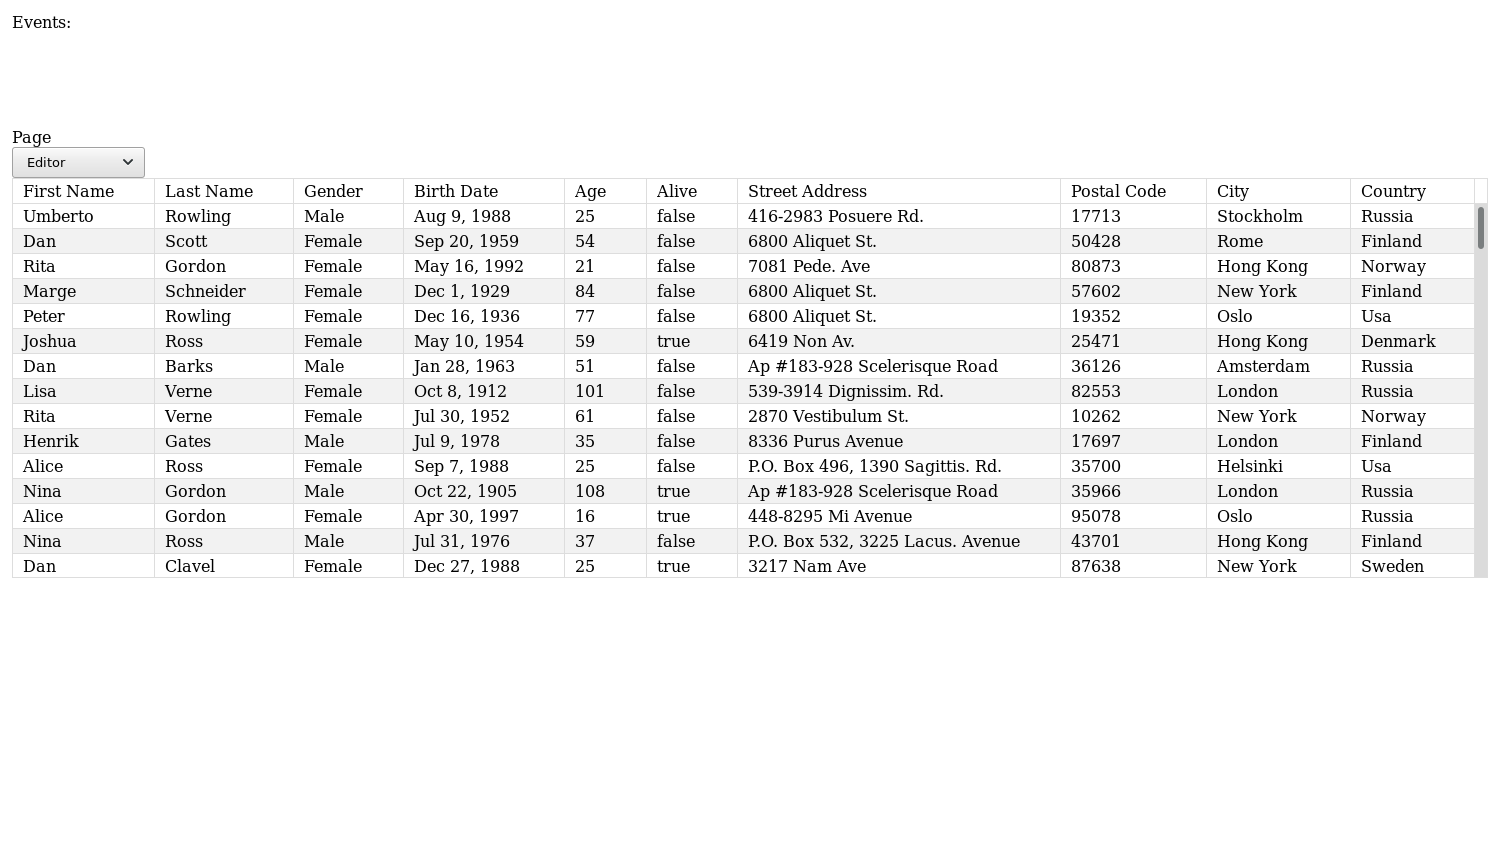 Events:
Page
Editor
First Name Last Name Gender Birth Date Age Alive Street Address Postal Code City Country
Umberto Rowling Male Aug 9, 1988 25 false 416-2983 Posuere Rd. 17713 Stockholm Russia
Dan Scott Female Sep 20, 1959 54 false 6800 Aliquet St. 50428 Rome Finland
Rita Gordon Female May 16, 1992 21 false 7081 Pede. Ave 80873 Hong Kong Norway
Marge Schneider Female Dec 1, 1929 84 false 6800 Aliquet St. 57602 New York Finland
Peter Rowling Female Dec 16, 1936 77 false 6800 Aliquet St. 19352 Oslo Usa
Joshua Ross Female May 10, 1954 59 true 6419 Non Av. 25471 Hong Kong Denmark
Dan Barks Male Jan 28, 1963 51 false Ap #183-928 Scelerisque Road 36126 Amsterdam Russia
Lisa Verne Female Oct 8, 1912 101 false 539-3914 Dignissim. Rd. 82553 London Russia
Rita Verne Female Jul 30, 1952 61 false 2870 Vestibulum St. 10262 New York Norway
Henrik Gates Male Jul 9, 1978 35 false 8336 Purus Avenue 17697 London Finland
Alice Ross Female Sep 7, 1988 25 false P.O. Box 496, 1390 Sagittis. Rd. 35700 Helsinki Usa
Nina Gordon Male Oct 22, 1905 108 true Ap #183-928 Scelerisque Road 35966 London Russia
Alice Gordon Female Apr 30, 1997 16 true 448-8295 Mi Avenue 95078 Oslo Russia
Nina Ross Male Jul 31, 1976 37 false P.O. Box 532, 3225 Lacus. Avenue 43701 Hong Kong Finland
Dan Clavel Female Dec 27, 1988 25 true 3217 Nam Ave 87638 New York Sweden